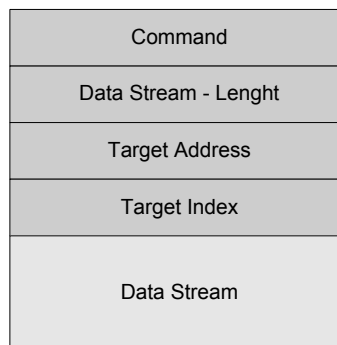 Command
Data Stream - Lenght
Target Address
Target Index
Data Stream